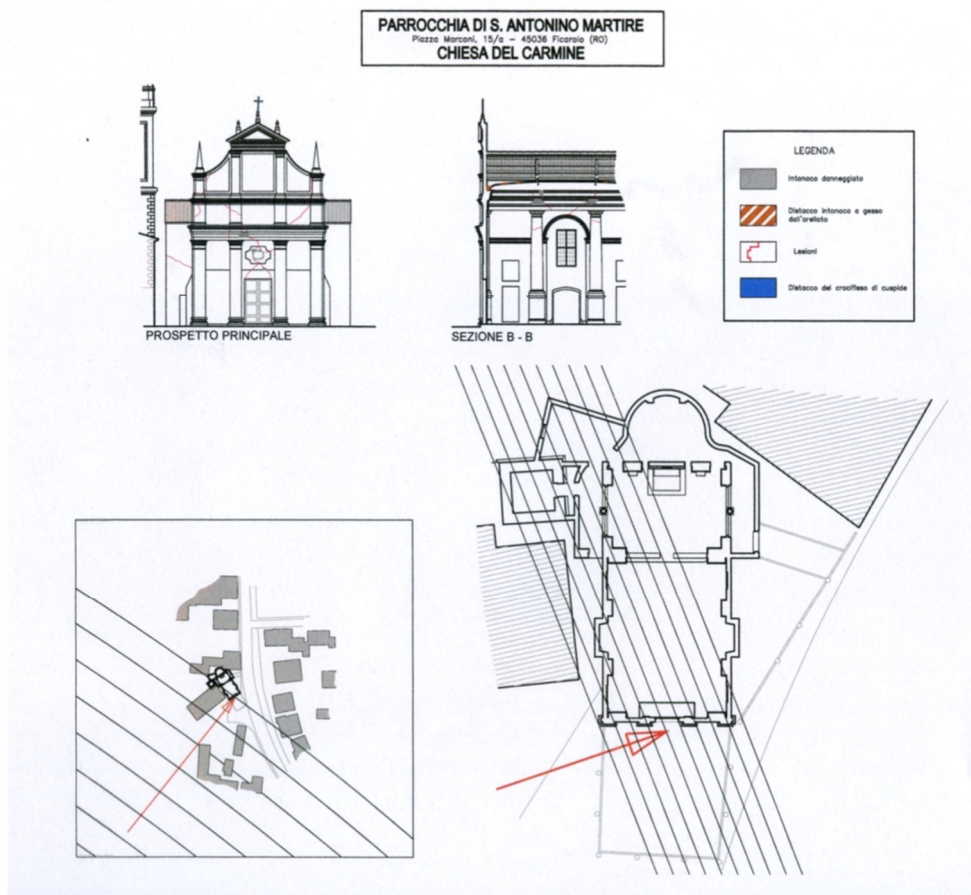 PARROCCHIA DI S. ANTONINO MARTIRE
Piazza Marconi, 15/a - 45036 Ficarolo (RO)
CHIESA DEL CARMINE
LEGENDA
Intonaco danneggiato
Distacco intonaco a gesso
dall'arellato
Lesioni
Distacco del crocifisso di cuspide
PROSPETTO PRINCIPALE
SEZIONE B - B